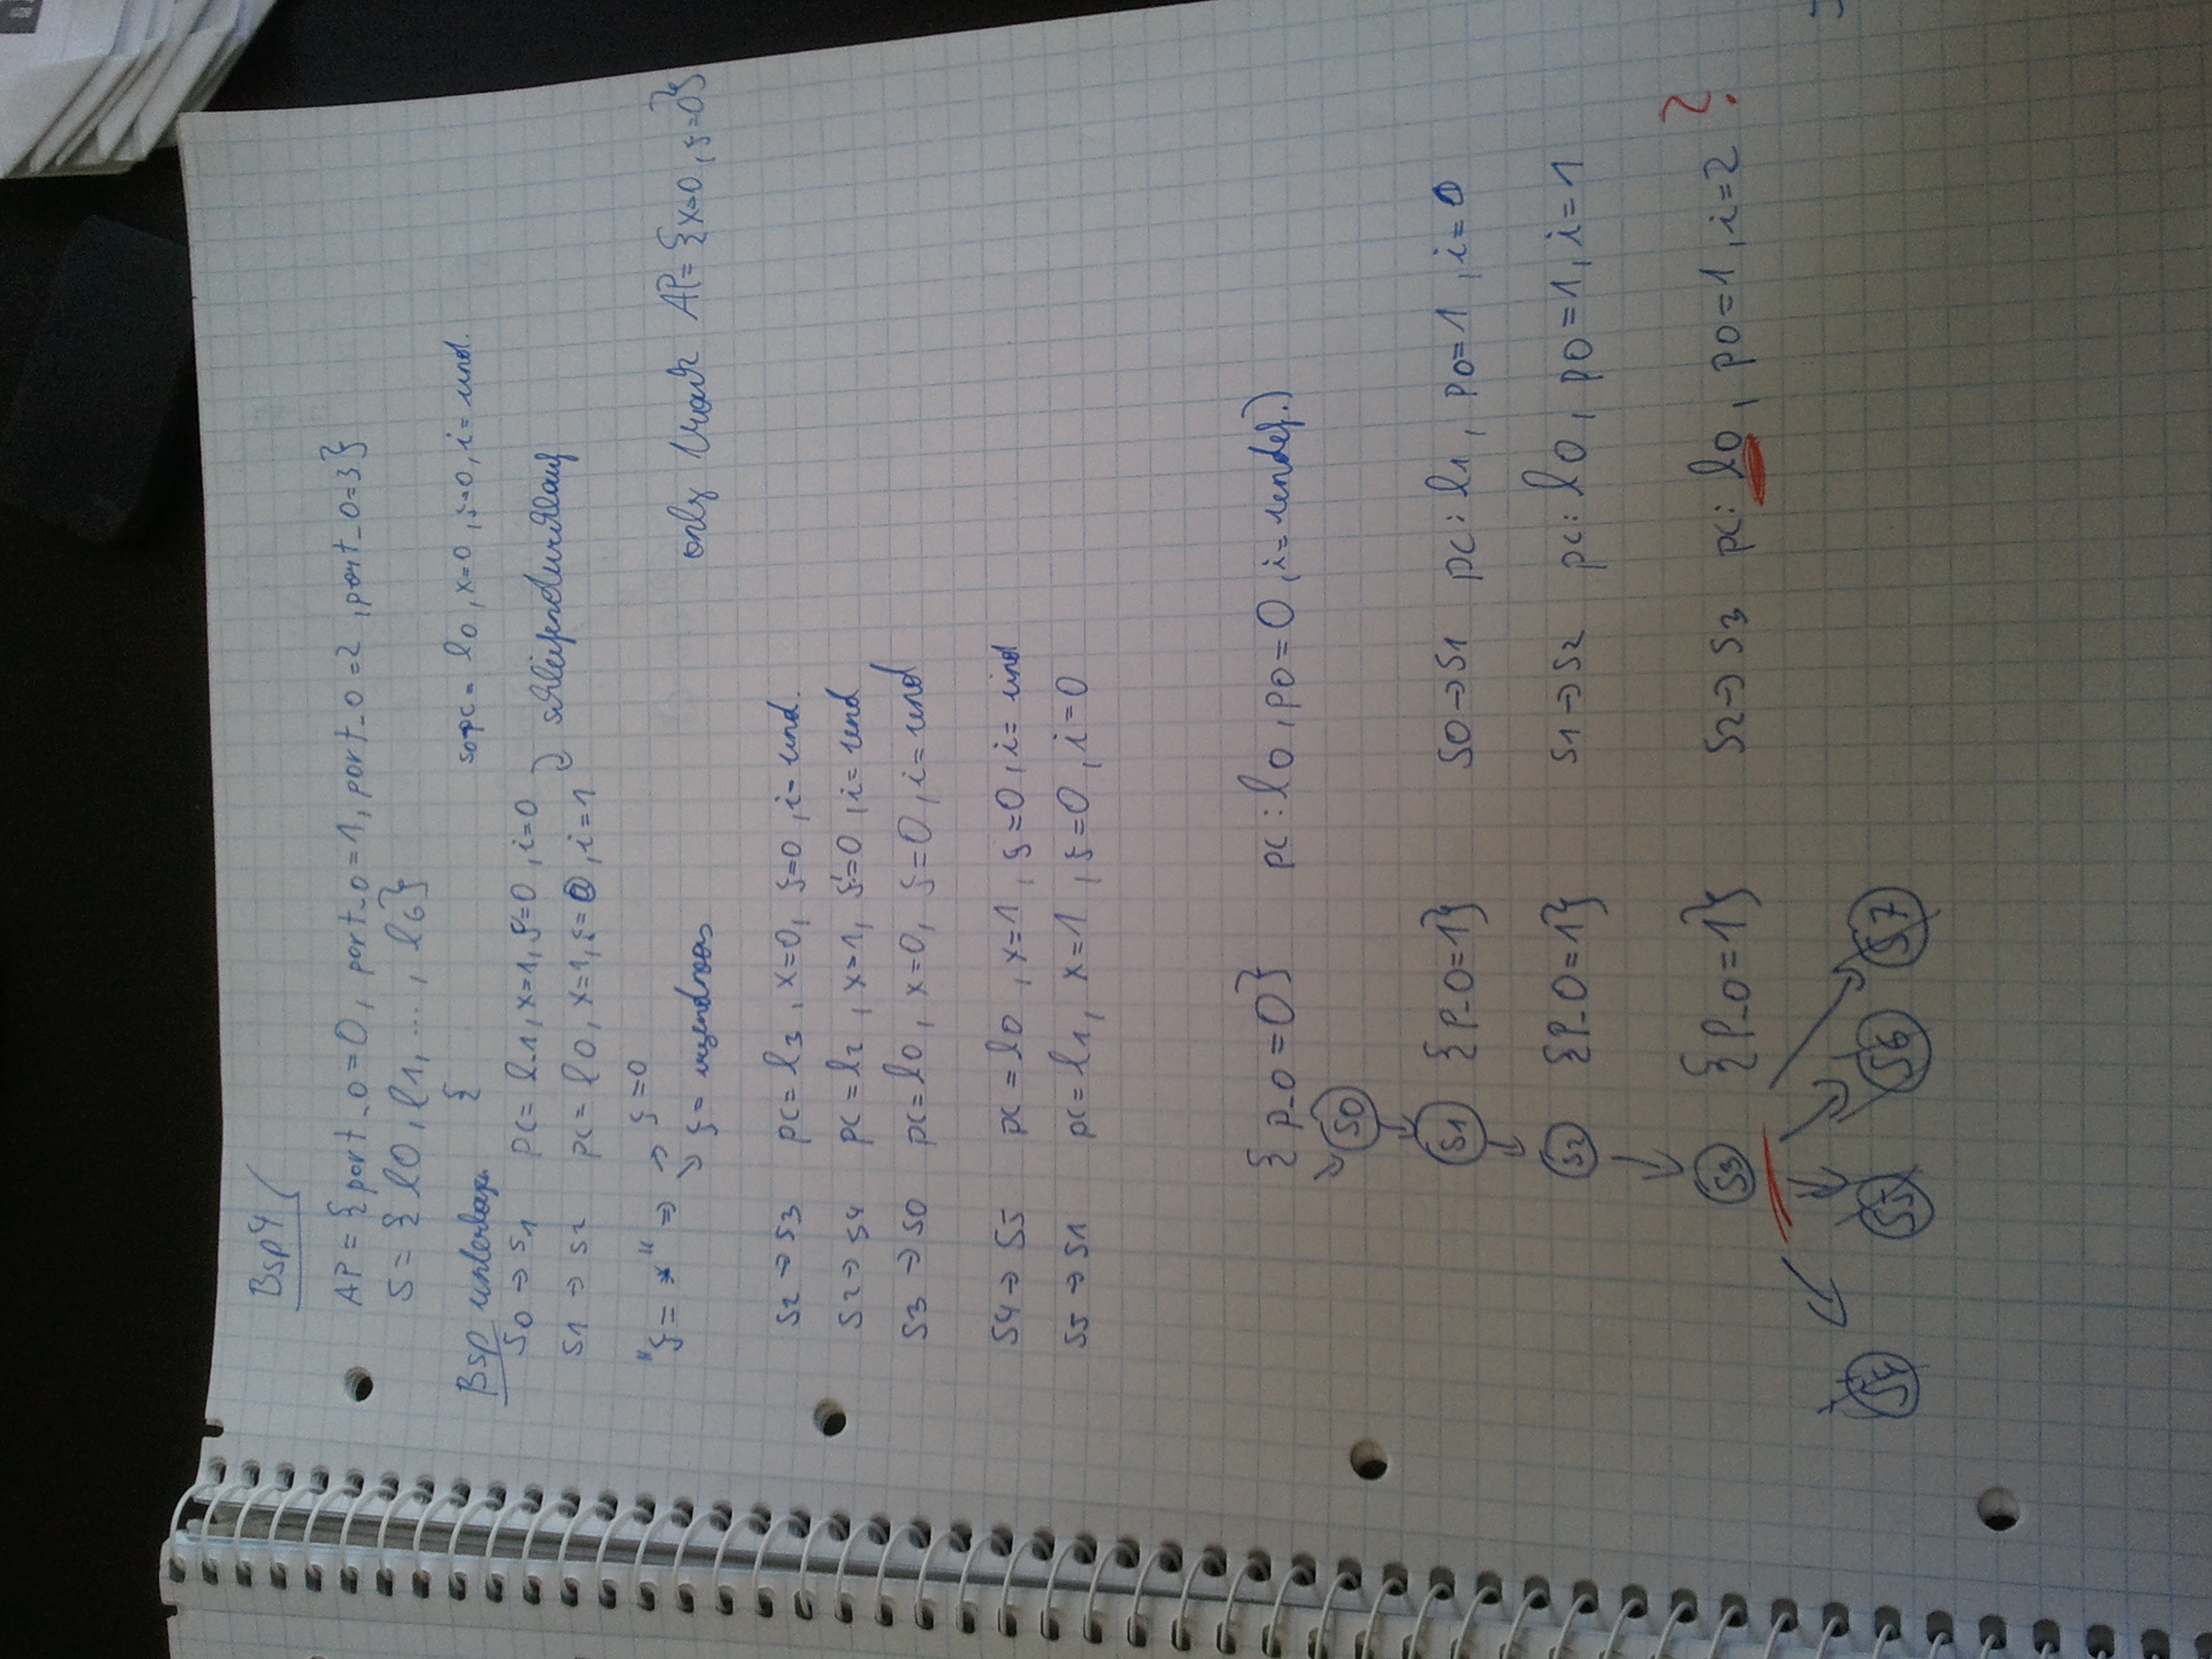 Bsp4
AP = {port_0=0, port_0=1, port_0=2, port_0=3}
S = {l0, l1, ..., l6}
Bsp unterlagen {
s0 pc = l0, x=0, y=0, i= und.
s0 → s1 pc = l1, x=1, y=0, i=0
s1 → s2 pc = l0, x=1, y=0, i=1
Schleifendurchlauf
"y = *" ⇒ → y=0
↘ y = irgendwas
only track AP = {x=0, y=0}
s2 → s3 pc = l3, x=0, y=0, i= und.
s2 → s4 pc = l2, x=1, y!=0, i= und
s3 → s0 pc = l0, x=0, y=0, i= und
s4 → s5 pc = l0, x=1, y=0, i= und
s5 → s1 pc = l1, x=1, y=0, i=0
{p_0=0} pc: l0, p0=0, i= undef.)
s0
s1 {P_0=1} s0 → s1 pc: l1, p0=1, i=0
s2 {P_0=1} s1 → s2 pc: l0, p0=1, i=1
s3 {P_0=1} s2 → s3 pc: l0, p0=1, i=2 ?
s4 s5 s6 s7